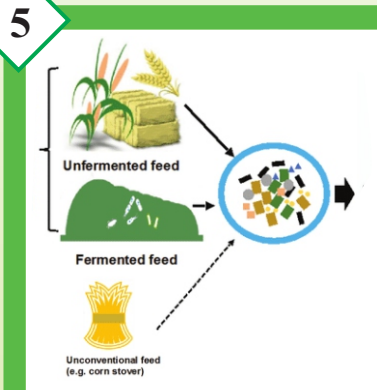 5
Unfermented feed
Fermented feed
Unconventional feed
(e.g. corn stover)